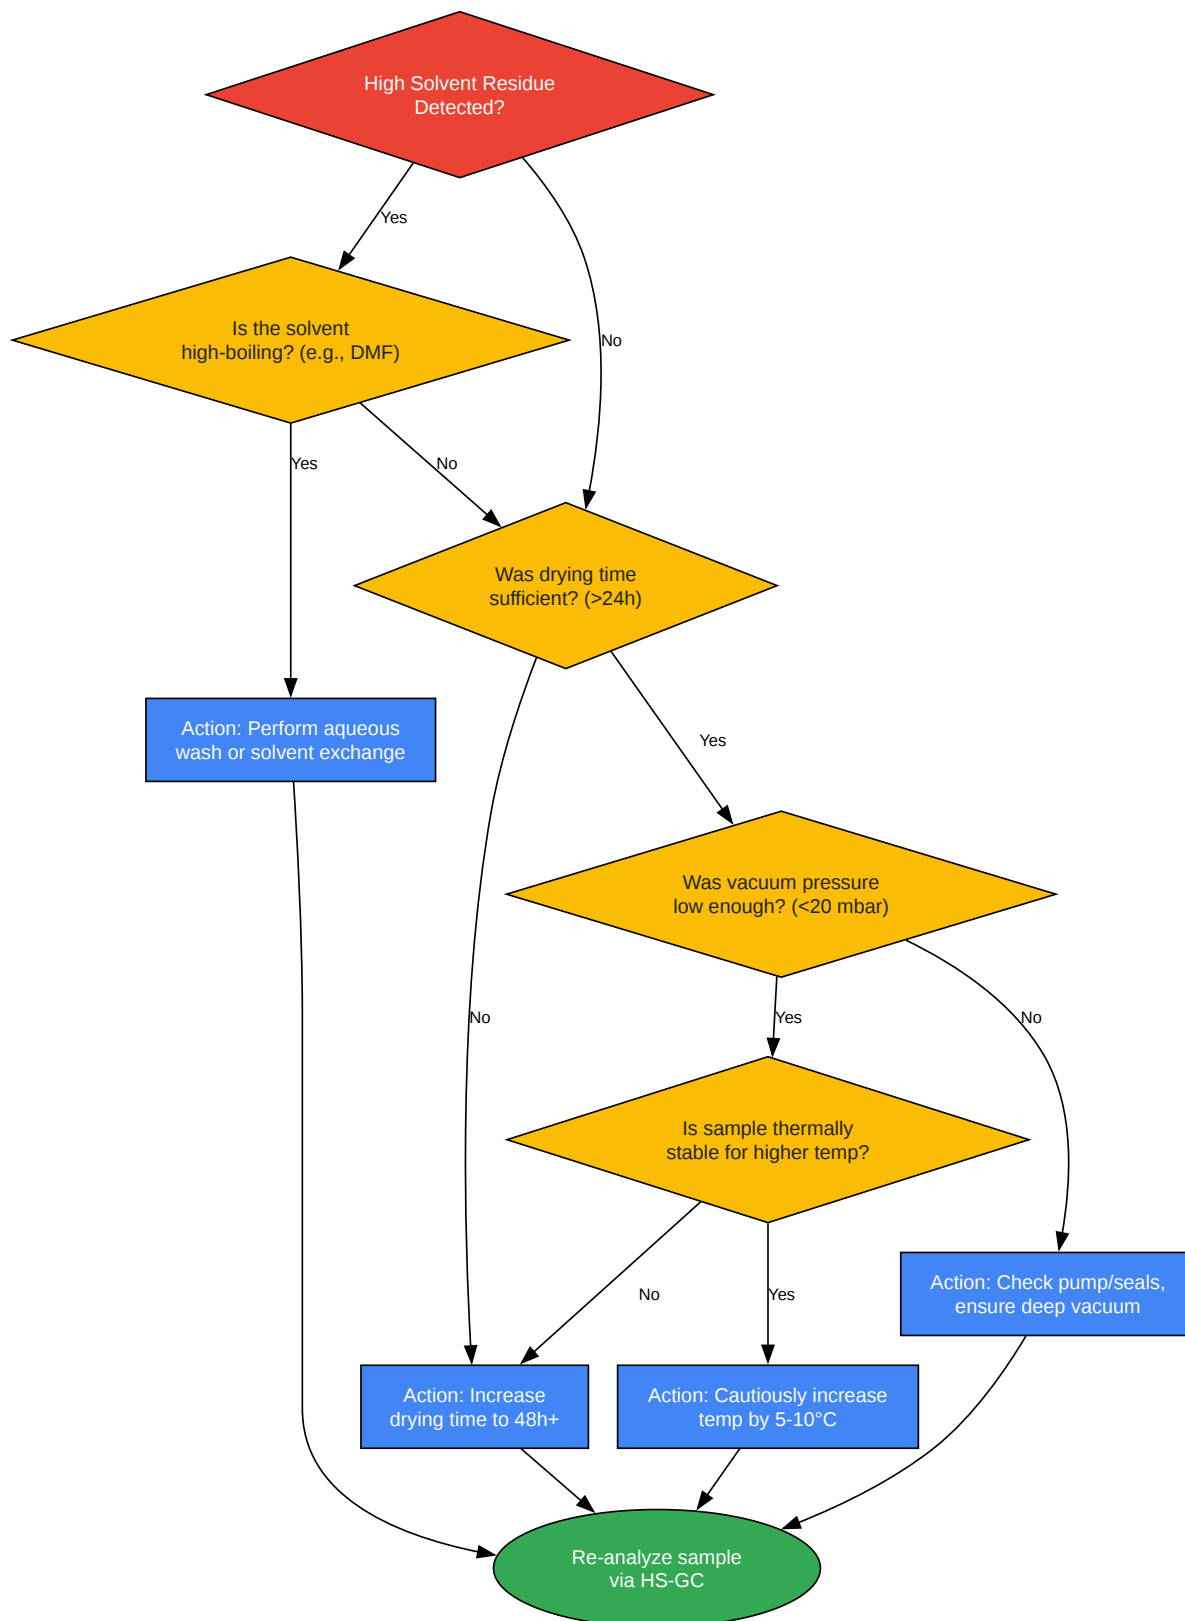 High Solvent Residue
Detected?
Yes
No
Is the solvent
high-boiling? (e.g., DMF)
Yes
No
Was drying time
sufficient? (>24h)
Action: Perform aqueous
wash or solvent exchange
Yes
No
Was vacuum pressure
low enough? (<20 mbar)
Yes
No
Is sample thermally
stable for higher temp?
No
Yes
Action: Check pump/seals,
ensure deep vacuum
Action: Increase
drying time to 48h+
Action: Cautiously increase
temp by 5-10°C
Re-analyze sample
via HS-GC